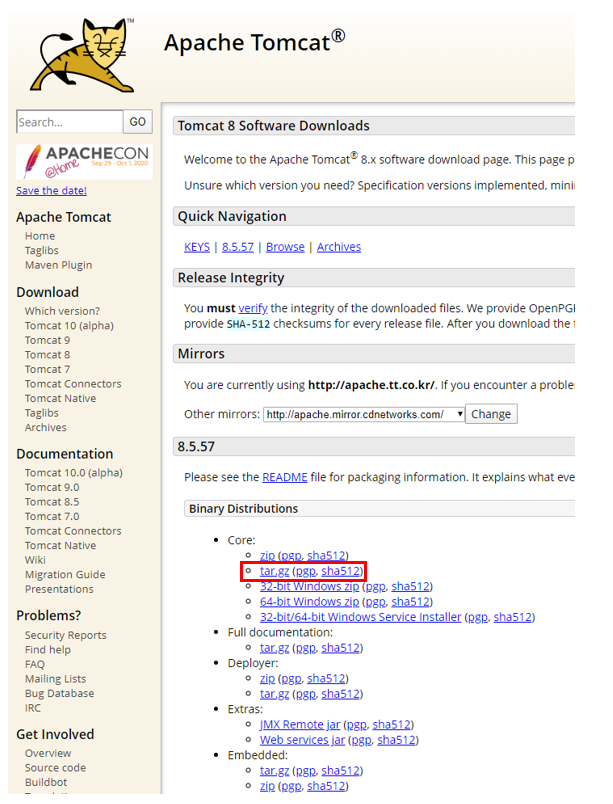 TM
Apache Tomcat®
Search... GO
APACHECON
@Home Sep 29 - Oct 1, 2020
Save the date!
Apache Tomcat
Home
Taglibs
Maven Plugin
Download
Which version?
Tomcat 10 (alpha)
Tomcat 9
Tomcat 8
Tomcat 7
Tomcat Connectors
Tomcat Native
Taglibs
Archives
Documentation
Tomcat 10.0 (alpha)
Tomcat 9.0
Tomcat 8.5
Tomcat 7.0
Tomcat Connectors
Tomcat Native
Wiki
Migration Guide
Presentations
Problems?
Security Reports
Find help
FAQ
Mailing Lists
Bug Database
IRC
Get Involved
Overview
Source code
Buildbot
Tomcat 8 Software Downloads
Welcome to the Apache Tomcat® 8.x software download page. This page p
Unsure which version you need? Specification versions implemented, mini
Quick Navigation
KEYS | 8.5.57 | Browse | Archives
Release Integrity
You must verify the integrity of the downloaded files. We provide OpenPG
provide SHA-512 checksums for every release file. After you download the f
Mirrors
You are currently using http://apache.tt.co.kr/. If you encounter a proble
Other mirrors: http://apache.mirror.cdnetworks.com/ Change
8.5.57
Please see the README file for packaging information. It explains what eve
Binary Distributions
Core:
zip (pgp, sha512)
tar.gz (pgp, sha512)
32-bit Windows zip (pgp, sha512)
64-bit Windows zip (pgp, sha512)
32-bit/64-bit Windows Service Installer (pgp, sha512)
Full documentation:
tar.gz (pgp, sha512)
Deployer:
zip (pgp, sha512)
tar.gz (pgp, sha512)
Extras:
JMX Remote jar (pgp, sha512)
Web services jar (pgp, sha512)
Embedded:
tar.gz (pgp, sha512)
zip (pgp, sha512)